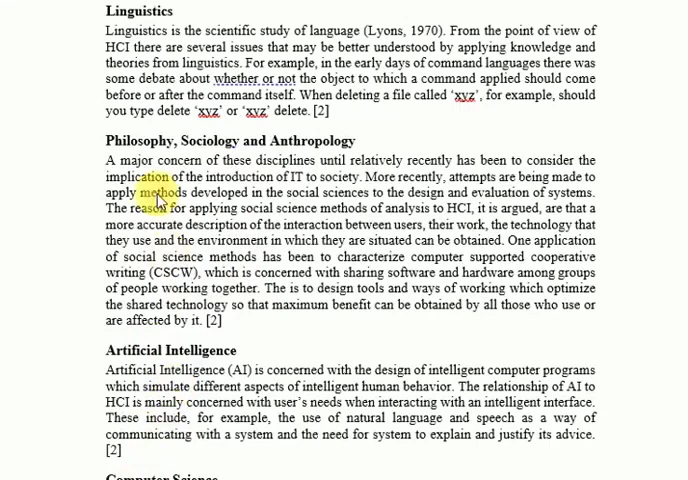 Linguistics
Linguistics is the scientific study of language (Lyons, 1970). From the point of view of
HCI there are several issues that may be better understood by applying knowledge and
theories from linguistics. For example, in the early days of command languages there was
some debate about whether or not the object to which a command applied should come
before or after the command itself. When deleting a file called ‘xyz’, for example, should
you type delete ‘xyz’ or ‘xyz’ delete. [2]
Philosophy, Sociology and Anthropology
A major concern of these disciplines until relatively recently has been to consider the
implication of the introduction of IT to society. More recently, attempts are being made to
apply methods developed in the social sciences to the design and evaluation of systems.
The reason for applying social science methods of analysis to HCI, it is argued, are that a
more accurate description of the interaction between users, their work, the technology that
they use and the environment in which they are situated can be obtained. One application
of social science methods has been to characterize computer supported cooperative
writing (CSCW), which is concerned with sharing software and hardware among groups
of people working together. The is to design tools and ways of working which optimize
the shared technology so that maximum benefit can be obtained by all those who use or
are affected by it. [2]
Artificial Intelligence
Artificial Intelligence (AI) is concerned with the design of intelligent computer programs
which simulate different aspects of intelligent human behavior. The relationship of AI to
HCI is mainly concerned with user’s needs when interacting with an intelligent interface.
These include, for example, the use of natural language and speech as a way of
communicating with a system and the need for system to explain and justify its advice.
[2]
Computer Science